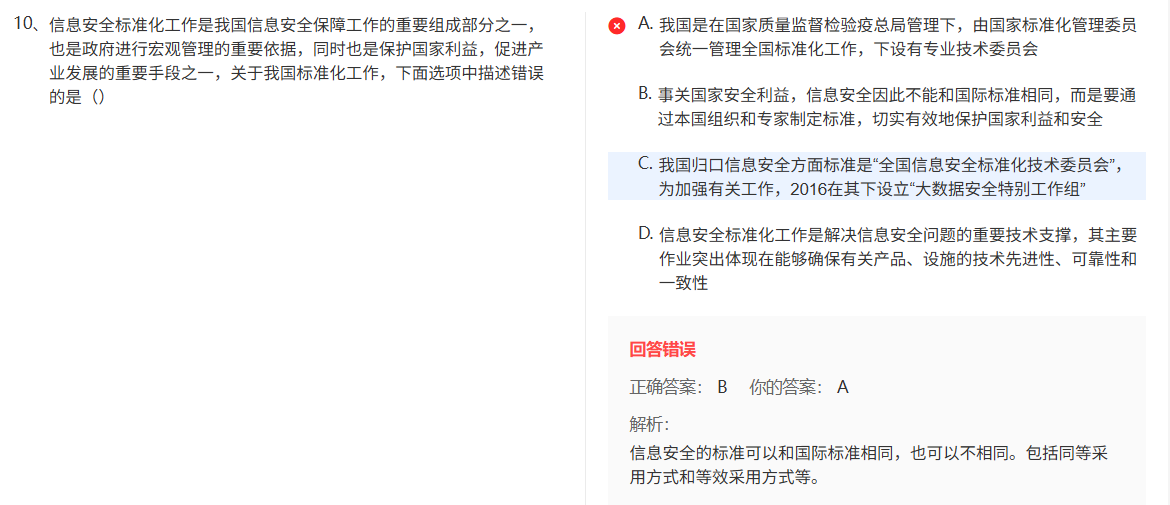 10、信息安全标准化工作是我国信息安全保障工作的重要组成部分之一，
也是政府进行宏观管理的重要依据，同时也是保护国家利益，促进产
业发展的重要手段之一，关于我国标准化工作，下面选项中描述错误
的是（）
A. 我国是在国家质量监督检验疫总局管理下，由国家标准化管理委员
会统一管理全国标准化工作，下设有专业技术委员会
B. 事关国家安全利益，信息安全因此不能和国际标准相同，而是要通
过本国组织和专家制定标准，切实有效地保护国家利益和安全
C. 我国归口信息安全方面标准是“全国信息安全标准化技术委员会”，
为加强有关工作，2016在其下设立“大数据安全特别工作组”
D. 信息安全标准化工作是解决信息安全问题的重要技术支撑，其主要
作业突出体现在能够确保有关产品、设施的技术先进性、可靠性和
一致性
回答错误
正确答案： B 你的答案： A
解析：
信息安全的标准可以和国际标准相同，也可以不相同。包括同等采
用方式和等效采用方式等。